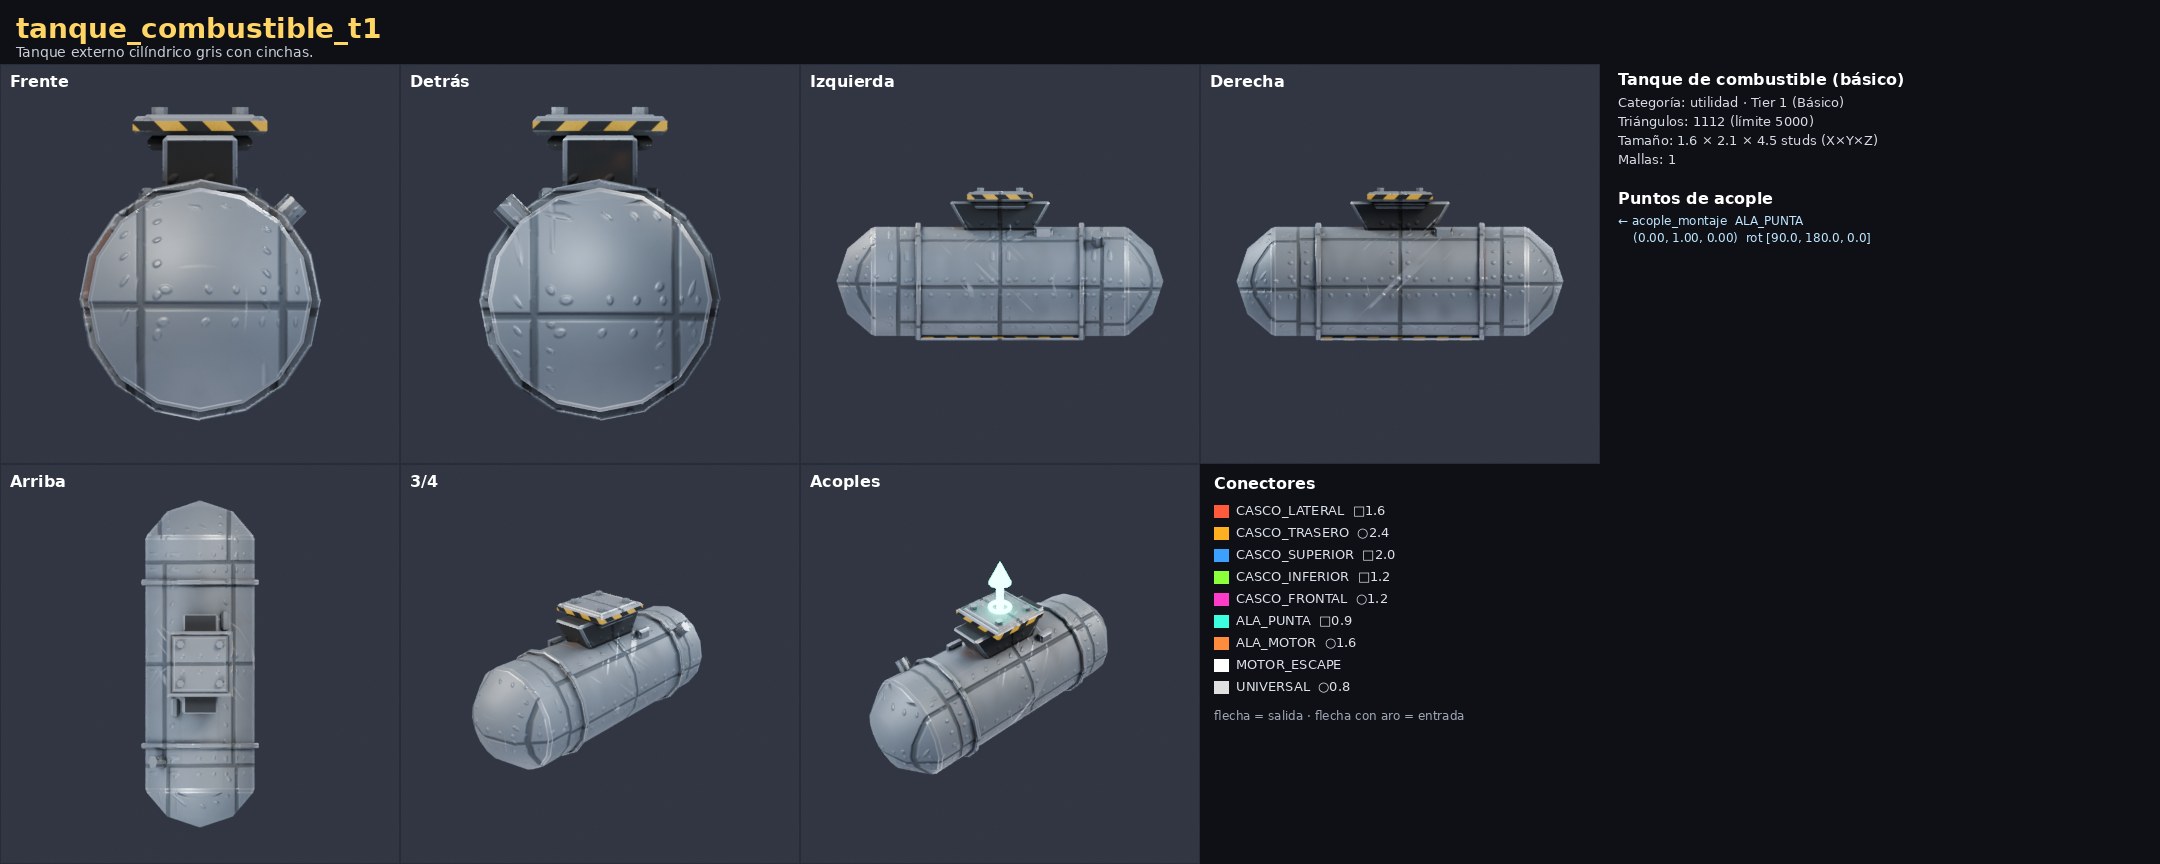 tanque_combustible_t1
Tanque externo cilíndrico gris con cinchas.
Frente
Detrás
Izquierda
Derecha
Tanque de combustible (básico)
Categoría: utilidad · Tier 1 (Básico)
Triángulos: 1112 (límite 5000)
Tamaño: 1.6 × 2.1 × 4.5 studs (X×Y×Z)
Mallas: 1
Puntos de acople
← acople_montaje ALA_PUNTA
(0.00, 1.00, 0.00) rot [90.0, 180.0, 0.0]
Arriba
3/4
Acoples
Conectores
CASCO_LATERAL □1.6
CASCO_TRASERO ○2.4
CASCO_SUPERIOR □2.0
CASCO_INFERIOR □1.2
CASCO_FRONTAL ○1.2
ALA_PUNTA □0.9
ALA_MOTOR ○1.6
MOTOR_ESCAPE
UNIVERSAL ○0.8
flecha = salida · flecha con aro = entrada